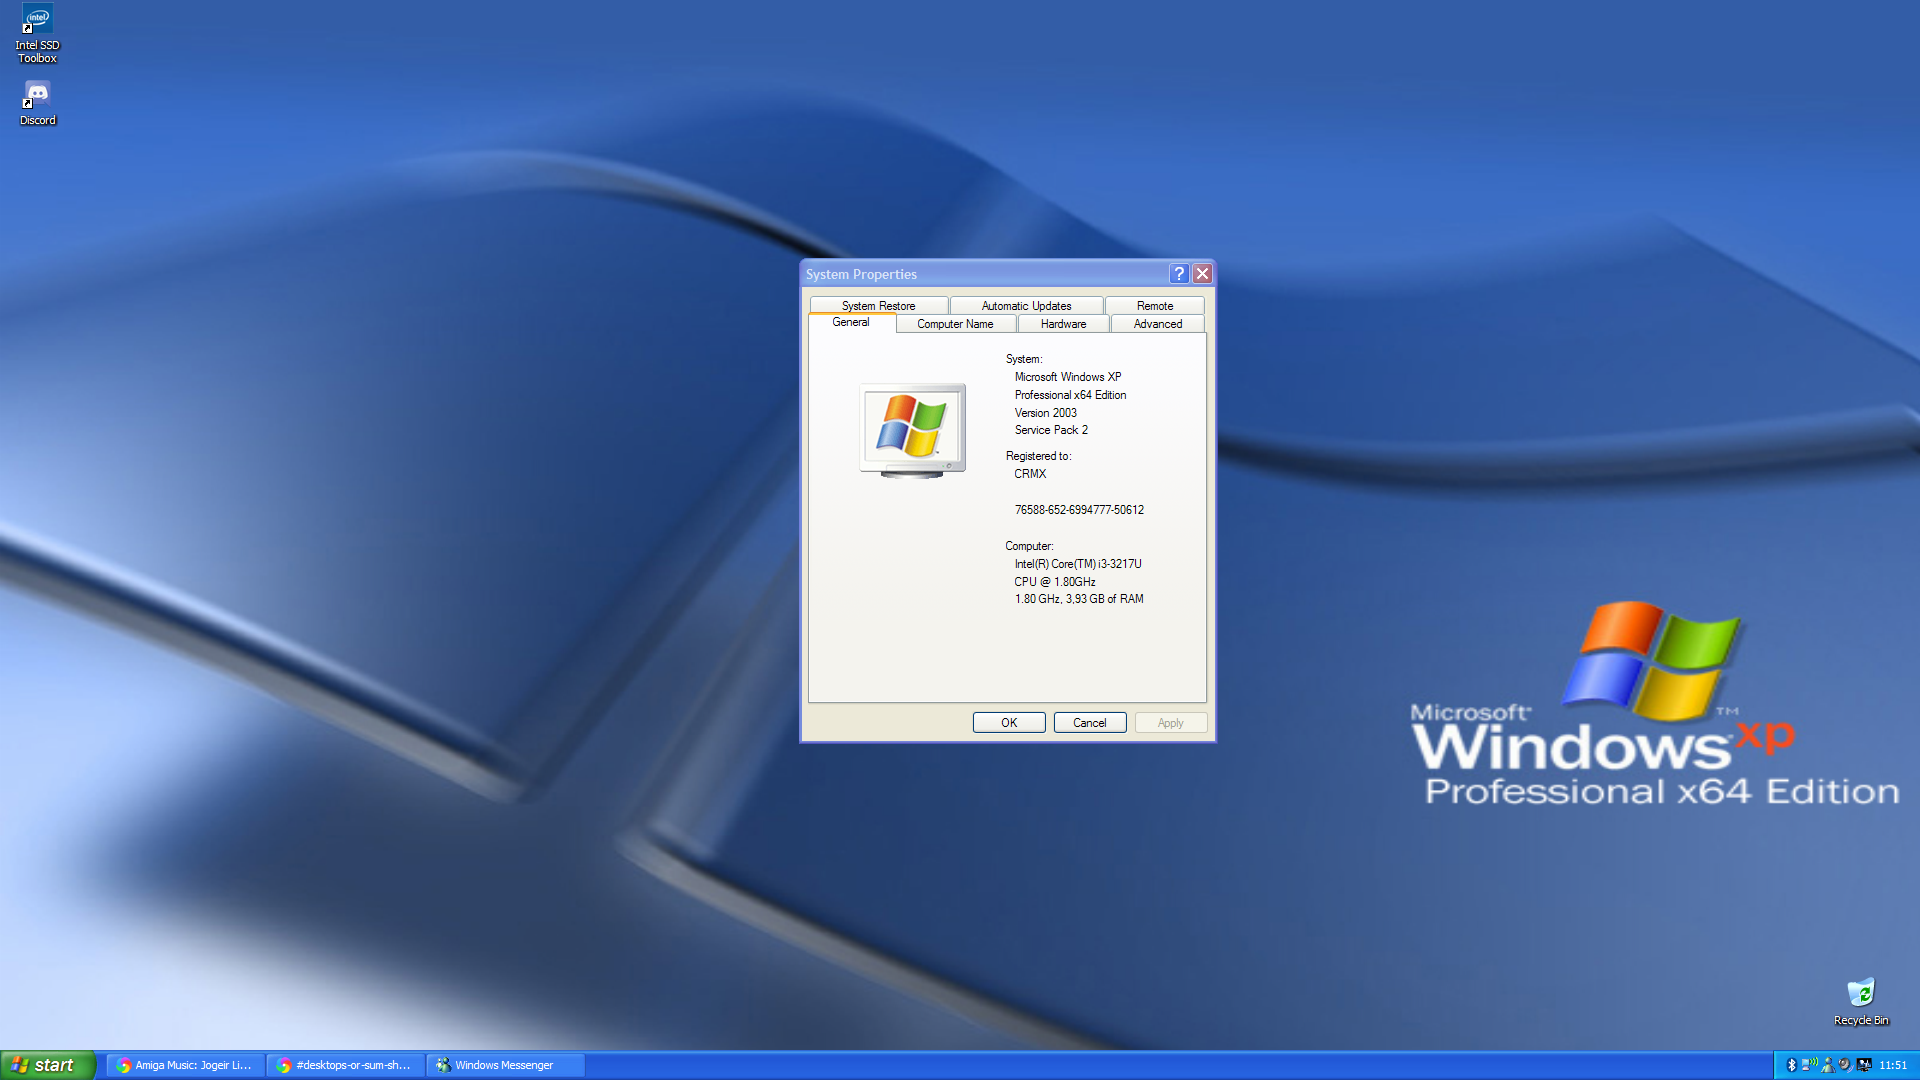 Intel SSD
Toolbox
Discord
System Properties
System Restore
Automatic Updates
Remote
General
Computer Name
Hardware
Advanced
System:
Microsoft Windows XP
Professional x64 Edition
Version 2003
Service Pack 2
Registered to:
CRMX
76588-652-6994777-50612
Computer:
Intel(R) Core(TM) i3-3217U
CPU @ 1.80GHz
1.80 GHz, 3,93 GB of RAM
OK
Cancel
Apply
Microsoft®
Windows xp ™
Professional x64 Edition
Recycle Bin
start
Amiga Music: Jogeir Li...
#desktops-or-sum-sh...
Windows Messenger
11:51